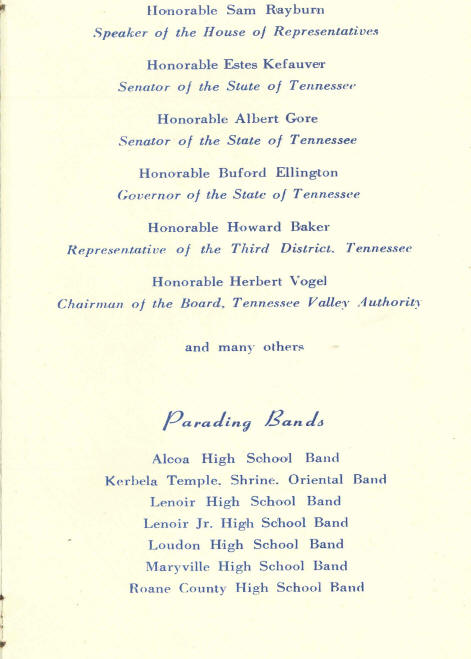 Honorable Sam Rayburn
Speaker of the House of Representatives
Honorable Estes Kefauver
Senator of the State of Tennessee
Honorable Albert Gore
Senator of the State of Tennessee
Honorable Buford Ellington
Governor of the State of Tennessee
Honorable Howard Baker
Representative of the Third District, Tennessee
Honorable Herbert Vogel
Chairman of the Board, Tennessee Valley Authority
and many others
Parading Bands
Alcoa High School Band
Kerbela Temple, Shrine, Oriental Band
Lenoir High School Band
Lenoir Jr. High School Band
Loudon High School Band
Maryville High School Band
Roane County High School Band